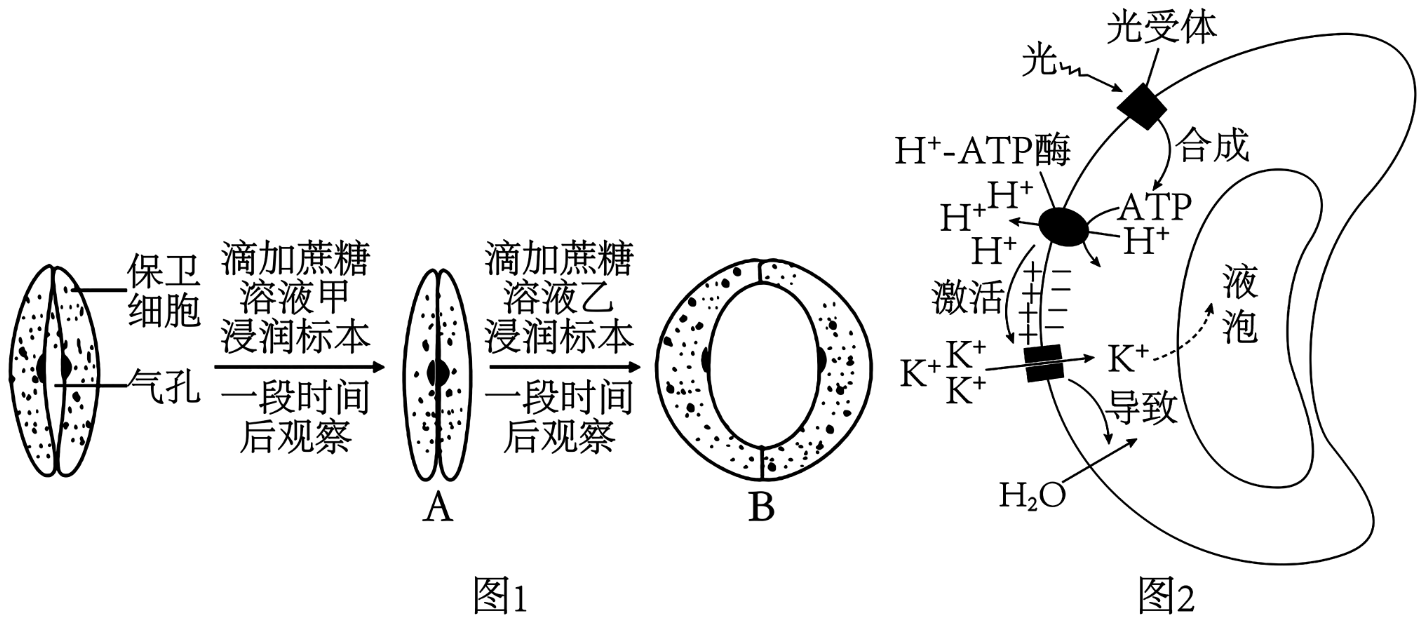 保卫
细胞
气孔
滴加蔗糖
溶液甲
浸润标本
一段时间
后观察
A
滴加蔗糖
溶液乙
浸润标本
一段时间
后观察
B
图1
光受体
光
合成
H⁺-ATP酶
H⁺
H⁺
H⁺
ATP
H⁺
激活
+ −
+ −
+ −
+ −
液
泡
K⁺
K⁺
K⁺
K⁺
导致
H₂O
图2